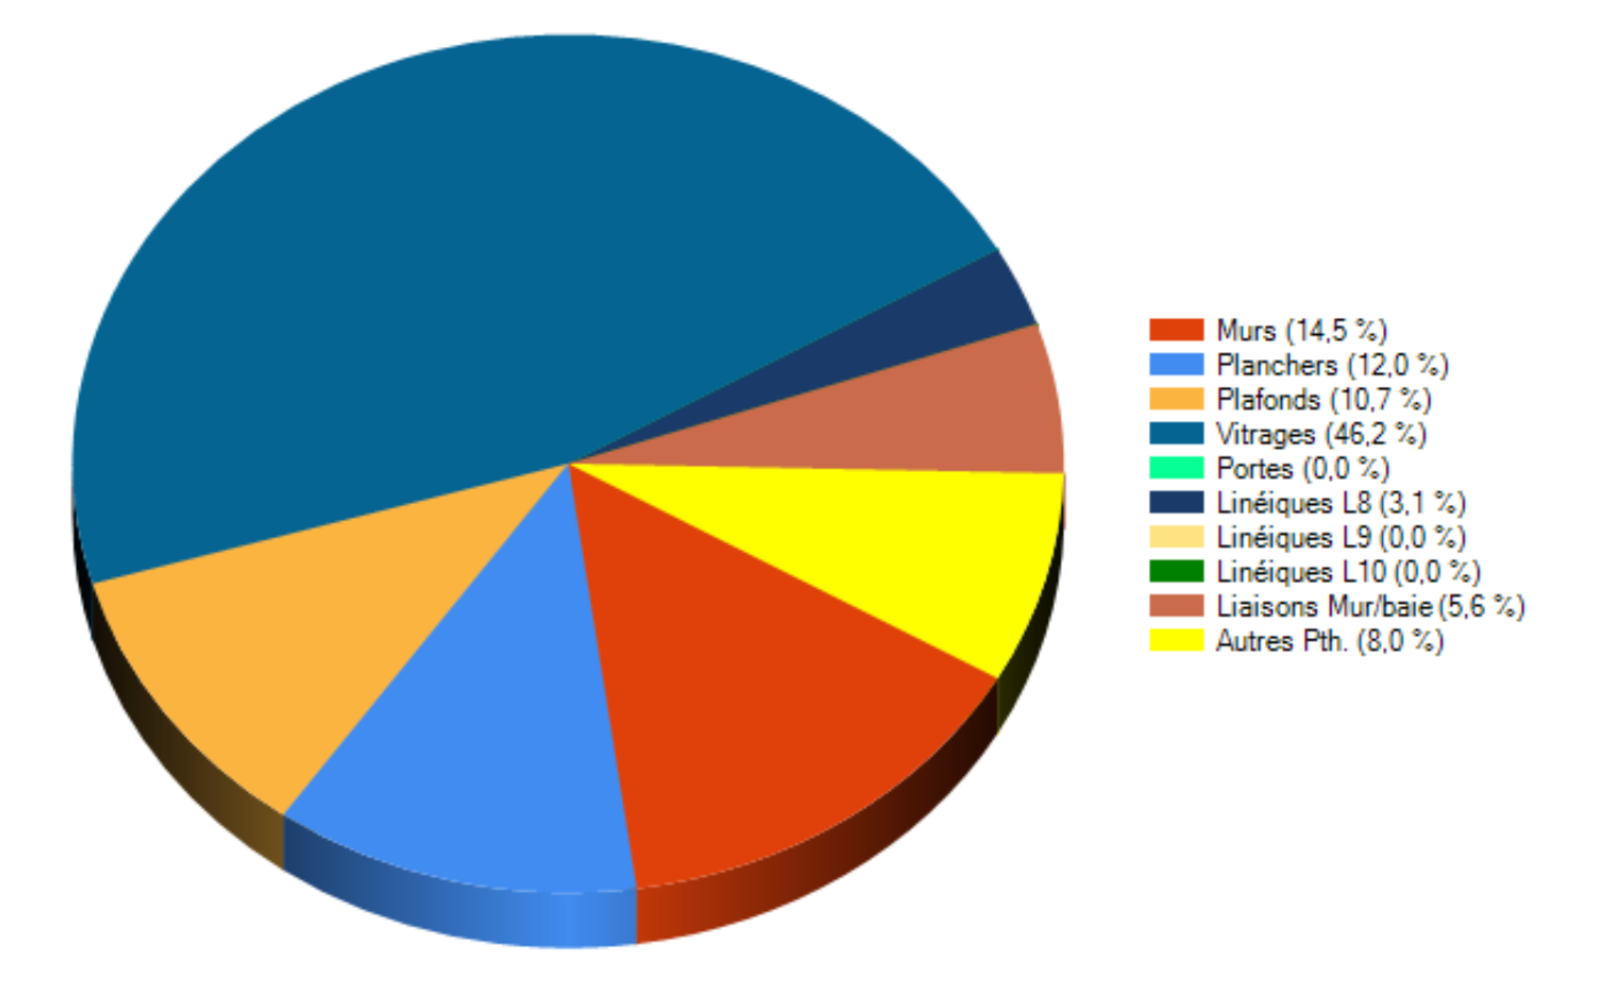 Murs (14,5 %)
Planchers (12,0 %)
Plafonds (10,7 %)
Vitrages (46,2 %)
Portes (0,0 %)
Linéiques L8 (3,1 %)
Linéiques L9 (0,0 %)
Linéiques L10 (0,0 %)
Liaisons Mur/baie (5,6 %)
Autres Pth. (8,0 %)